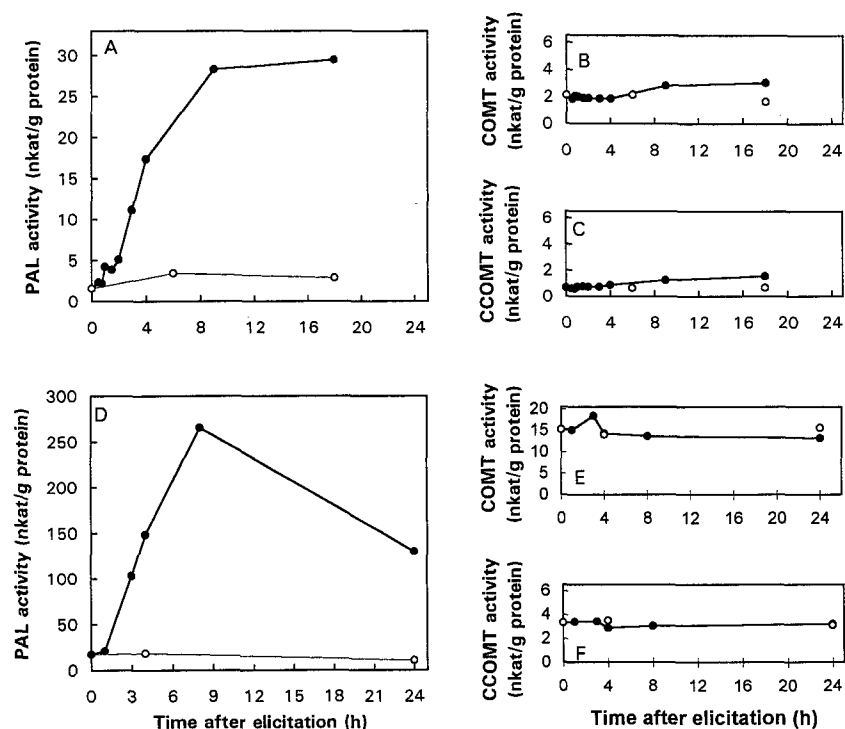 A
PAL activity (nkat/g protein)
30
25
20
15
10
5
0
0 4 8 12 16 20 24
B
COMT activity
(nkat/g protein)
6
4
2
0
0 4 8 12 16 20 24
C
CCOMT activity
(nkat/g protein)
6
4
2
0
0 4 8 12 16 20 24
D
PAL activity (nkat/g protein)
300
250
200
150
100
50
0
0 3 6 9 12 15 18 21 24
Time after elicitation (h)
E
COMT activity
(nkat/g protein)
20
15
10
5
0
0 4 8 12 16 20 24
F
CCOMT activity
(nkat/g protein)
6
4
2
0
0 4 8 12 16 20 24
Time after elicitation (h)